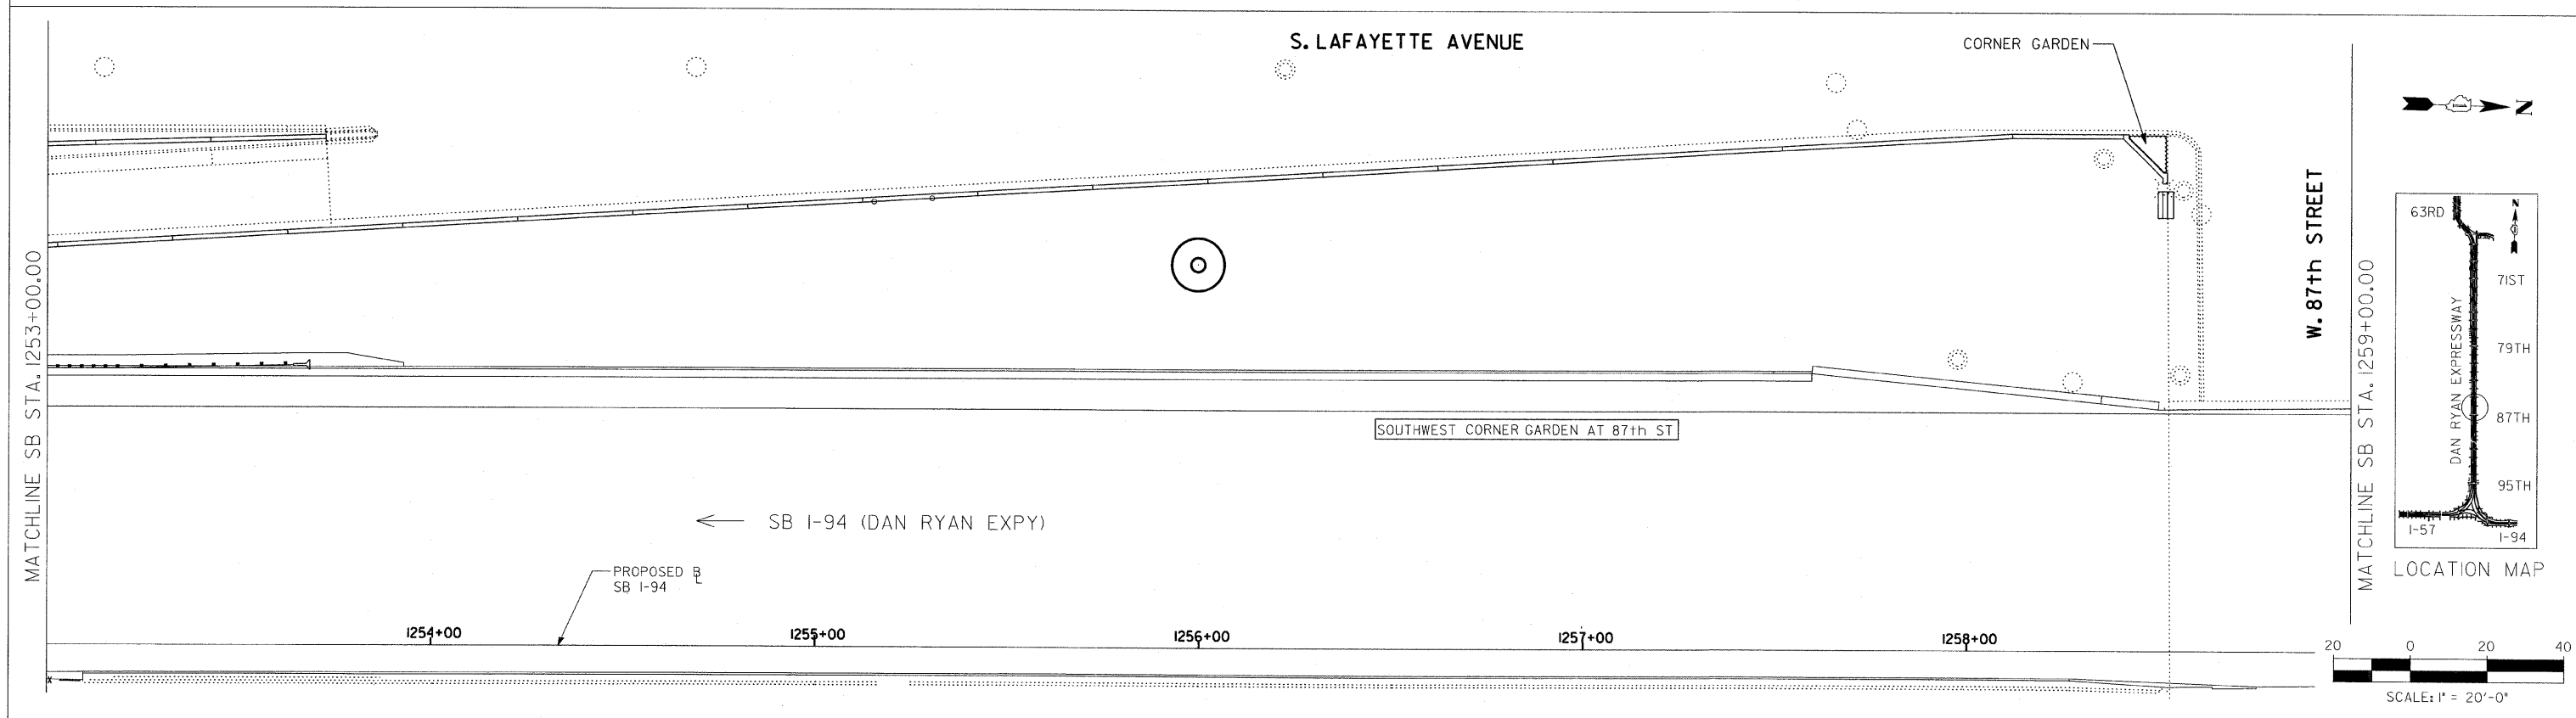 S. LAFAYETTE AVENUE
CORNER GARDEN
N
MATCHLINE SB STA. 1253+00.00
W. 87th STREET
MATCHLINE SB STA. 1259+00.00
63RD
N
71ST
79TH
87TH
95TH
DAN RYAN EXPRESSWAY
I-57
I-94
LOCATION MAP
SOUTHWEST CORNER GARDEN AT 87th ST
SB I-94 (DAN RYAN EXPY)
PROPOSED BL
SB I-94
1254+00
1255+00
1256+00
1257+00
1258+00
20 0 20 40
SCALE: 1" = 20'-0"